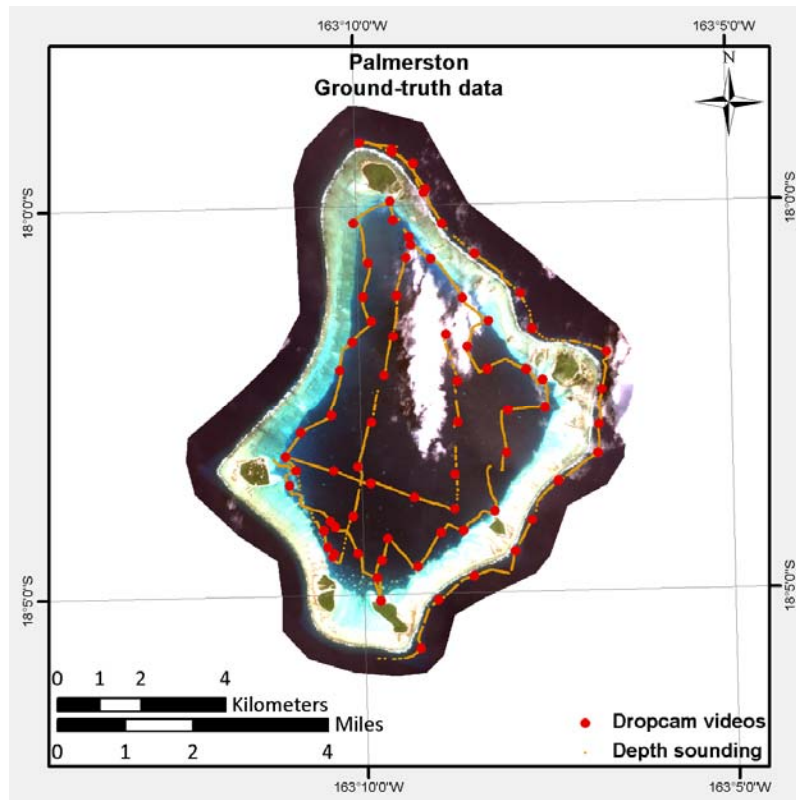 163°10'0"W
163°5'0"W
Palmerston
Ground-truth data
N
18°0'0"S
18°0'0"S
18°5'0"S
18°5'0"S
0 1 2 4
Kilometers
Miles
0 1 2 4
Dropcam videos
Depth sounding
163°10'0"W
163°5'0"W